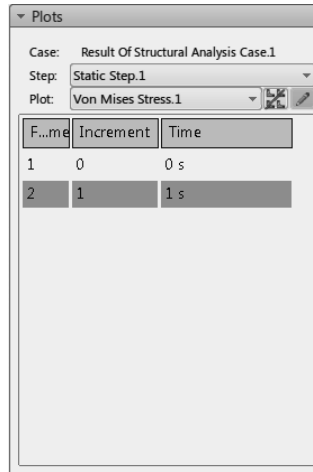 Plots
Case: Result Of Structural Analysis Case.1
Step: Static Step.1
Plot: Von Mises Stress.1
F...me Increment Time
1 0 0 s
2 1 1 s